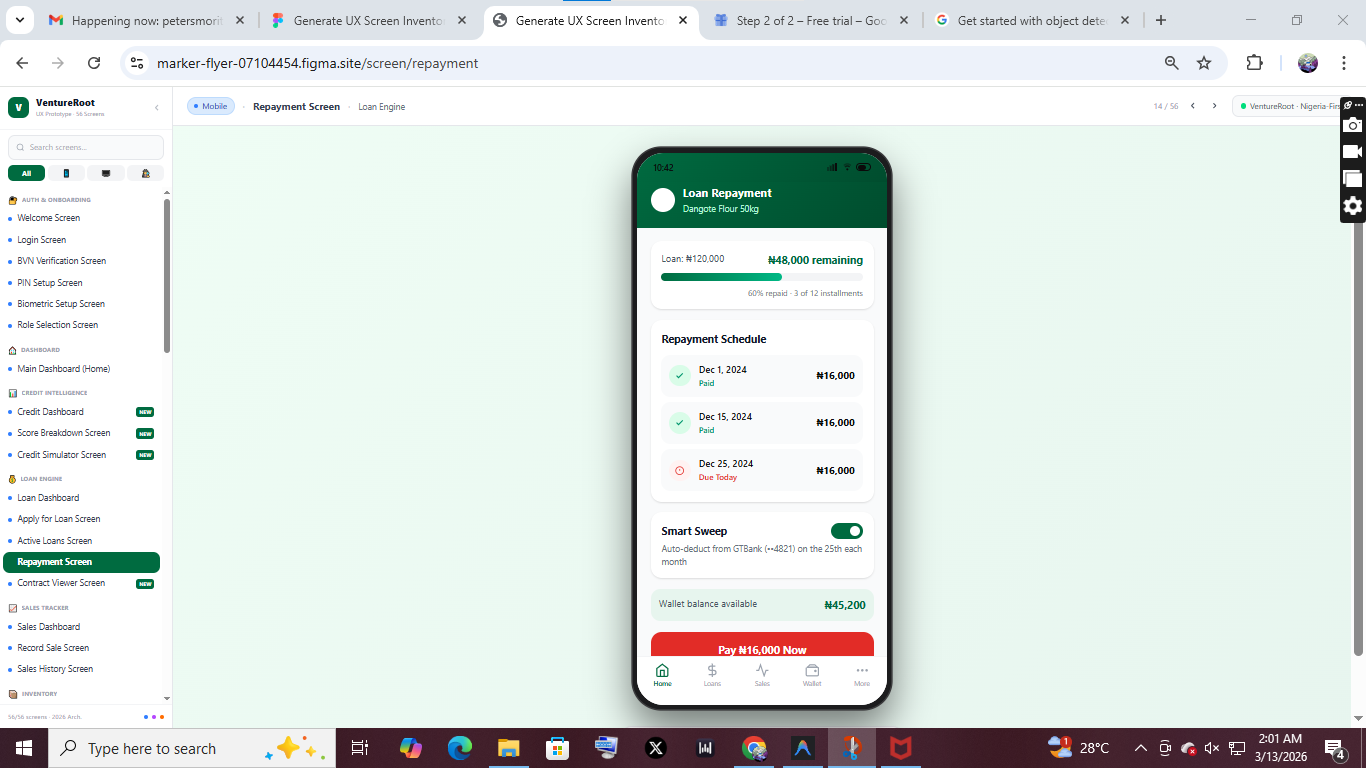 Happening now: petersmorit
Generate UX Screen Invento
Generate UX Screen Invento
Step 2 of 2 – Free trial – Goo
Get started with object dete
marker-flyer-07104454.figma.site/screen/repayment
V
VentureRoot
UX Prototype · 56 Screens
Search screens...
All
AUTH & ONBOARDING
Welcome Screen
Login Screen
BVN Verification Screen
PIN Setup Screen
Biometric Setup Screen
Role Selection Screen
DASHBOARD
Main Dashboard (Home)
CREDIT INTELLIGENCE
Credit Dashboard NEW
Score Breakdown Screen NEW
Credit Simulator Screen NEW
LOAN ENGINE
Loan Dashboard
Apply for Loan Screen
Active Loans Screen
Repayment Screen
Contract Viewer Screen NEW
SALES TRACKER
Sales Dashboard
Record Sale Screen
Sales History Screen
INVENTORY
56/56 screens · 2026 Arch.
Mobile · Repayment Screen · Loan Engine
14 / 56
VentureRoot · Nigeria-Firs
10:42
Loan Repayment
Dangote Flour 50kg
Loan: ₦120,000 ₦48,000 remaining
60% repaid · 3 of 12 installments
Repayment Schedule
Dec 1, 2024
Paid
₦16,000
Dec 15, 2024
Paid
₦16,000
Dec 25, 2024
Due Today
₦16,000
Smart Sweep
Auto-deduct from GTBank (••4821) on the 25th each
month
Wallet balance available ₦45,200
Pay ₦16,000 Now
Home Loans Sales Wallet More
Type here to search
1
28°C
2:01 AM
3/13/2026
4